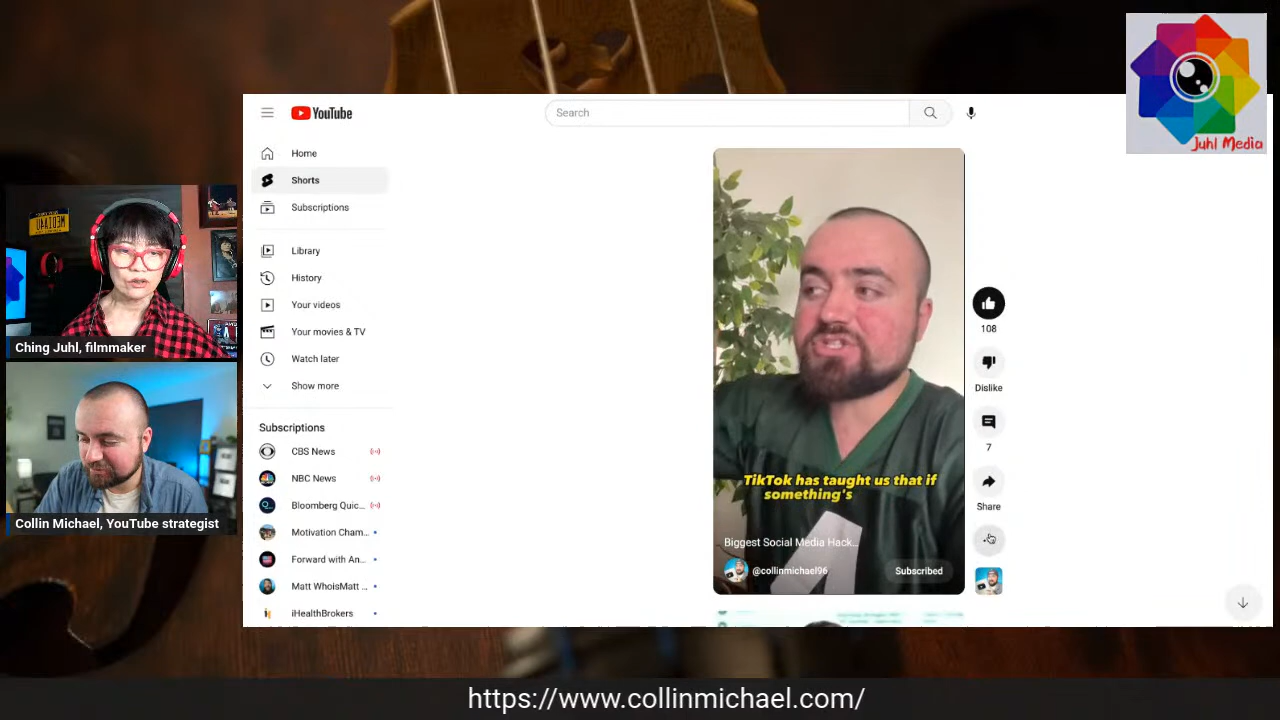 YouTube
Search
Juhl Media
Home
Shorts
Subscriptions
Library
History
Your videos
Your movies & TV
Watch later
Show more
Subscriptions
CBS News
NBC News
Bloomberg Quic...
Motivation Cham...
Forward with An...
Matt WhoisMatt ...
iHealthBrokers
TikTok has taught us that if
something's
Biggest Social Media Hack...
@collinmichael96
Subscribed
108
Dislike
7
Share
Ching Juhl, filmmaker
Collin Michael, YouTube strategist
https://www.collinmichael.com/